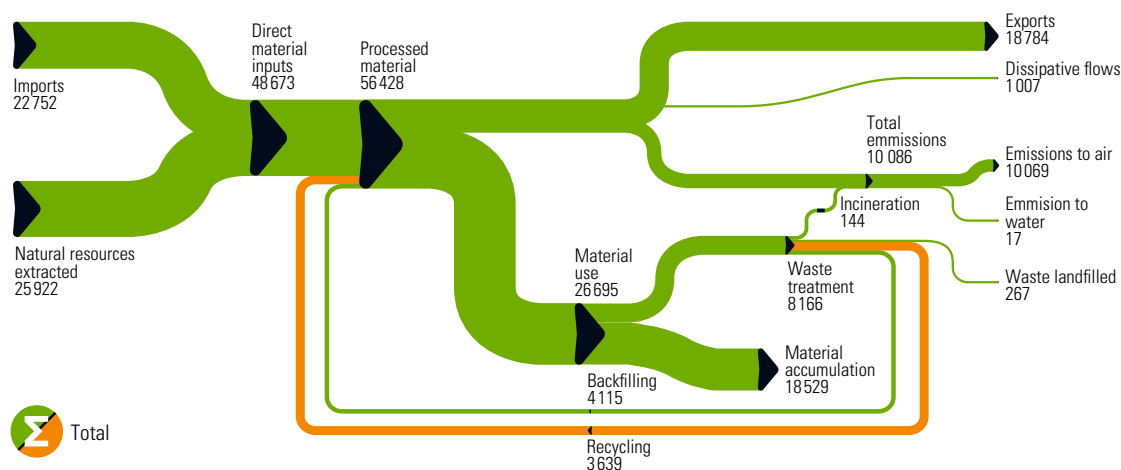 Imports
22 752
Natural resources
extracted
25 922
Direct
material
inputs
48 673
Processed
material
56 428
Exports
18 784
Dissipative flows
1 007
Total
emmissions
10 086
Emissions to air
10 069
Incineration
144
Emmision to
water
17
Material
use
26 695
Waste
treatment
8 166
Waste landfilled
267
Material
accumulation
18 529
Backfilling
4 115
Recycling
3 639
Σ Total